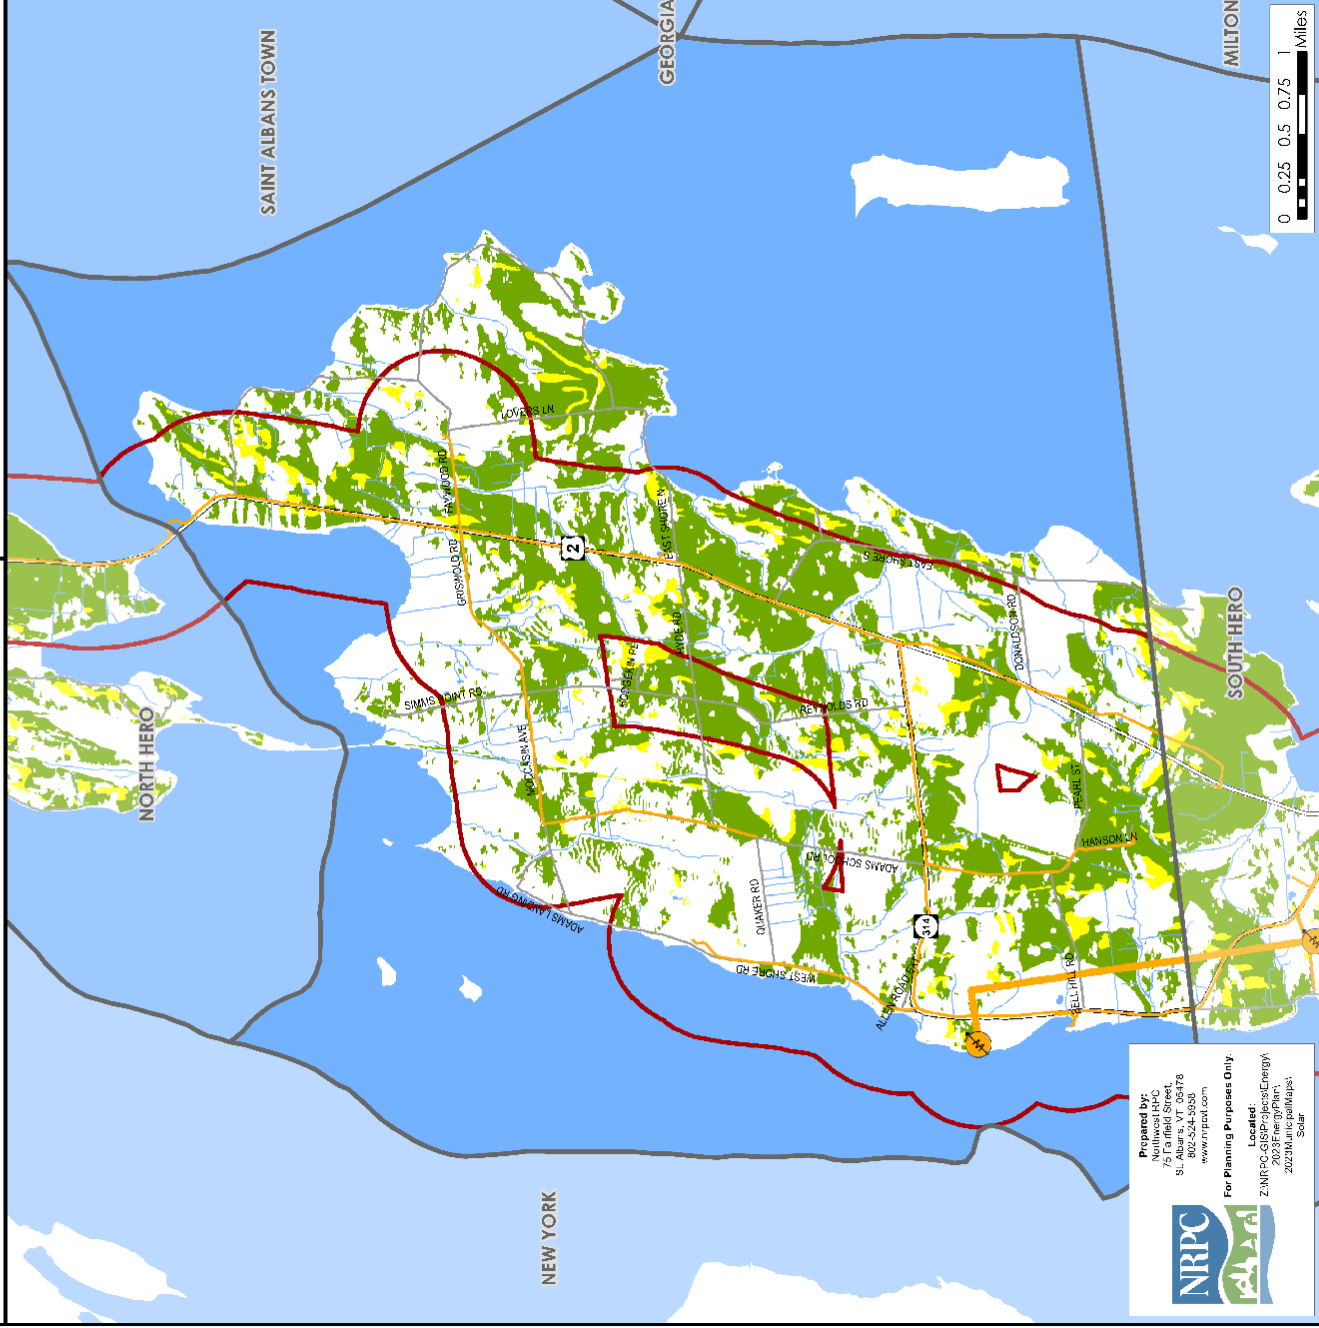 SAINT ALBANS TOWN
GEORGIA
MILTON
0 0.25 0.5 0.75 1
Miles
NORTH HERO
SOUTH HERO
NEW YORK
LOVERS LN
FAYWOOD RD
GRISWOLD RD
2
EAST SHORE N
EAST SHORE S
HYDE RD
SIMMS POINT RD
MOCCASIN AVE
REYNOLDS RD
DONALDSON RD
PEARL ST
HANSON LN
ADAMS SCHOOL RD
QUAKER RD
ADAMS LANDING RD
WEST SHORE RD
314
ALLEN ROAD EXT
BELL HILL RD
Prepared by:
Northwest RPC
75 Fairfield Street,
St. Albans, VT 05478
802-524-5958
www.nrpcvt.com
For Planning Purposes Only.
Located:
Z:\NRPC-GIS\Projects\Energy\
2023EnergyPlan\
2023MunicipalMaps\
Solar
NRPC